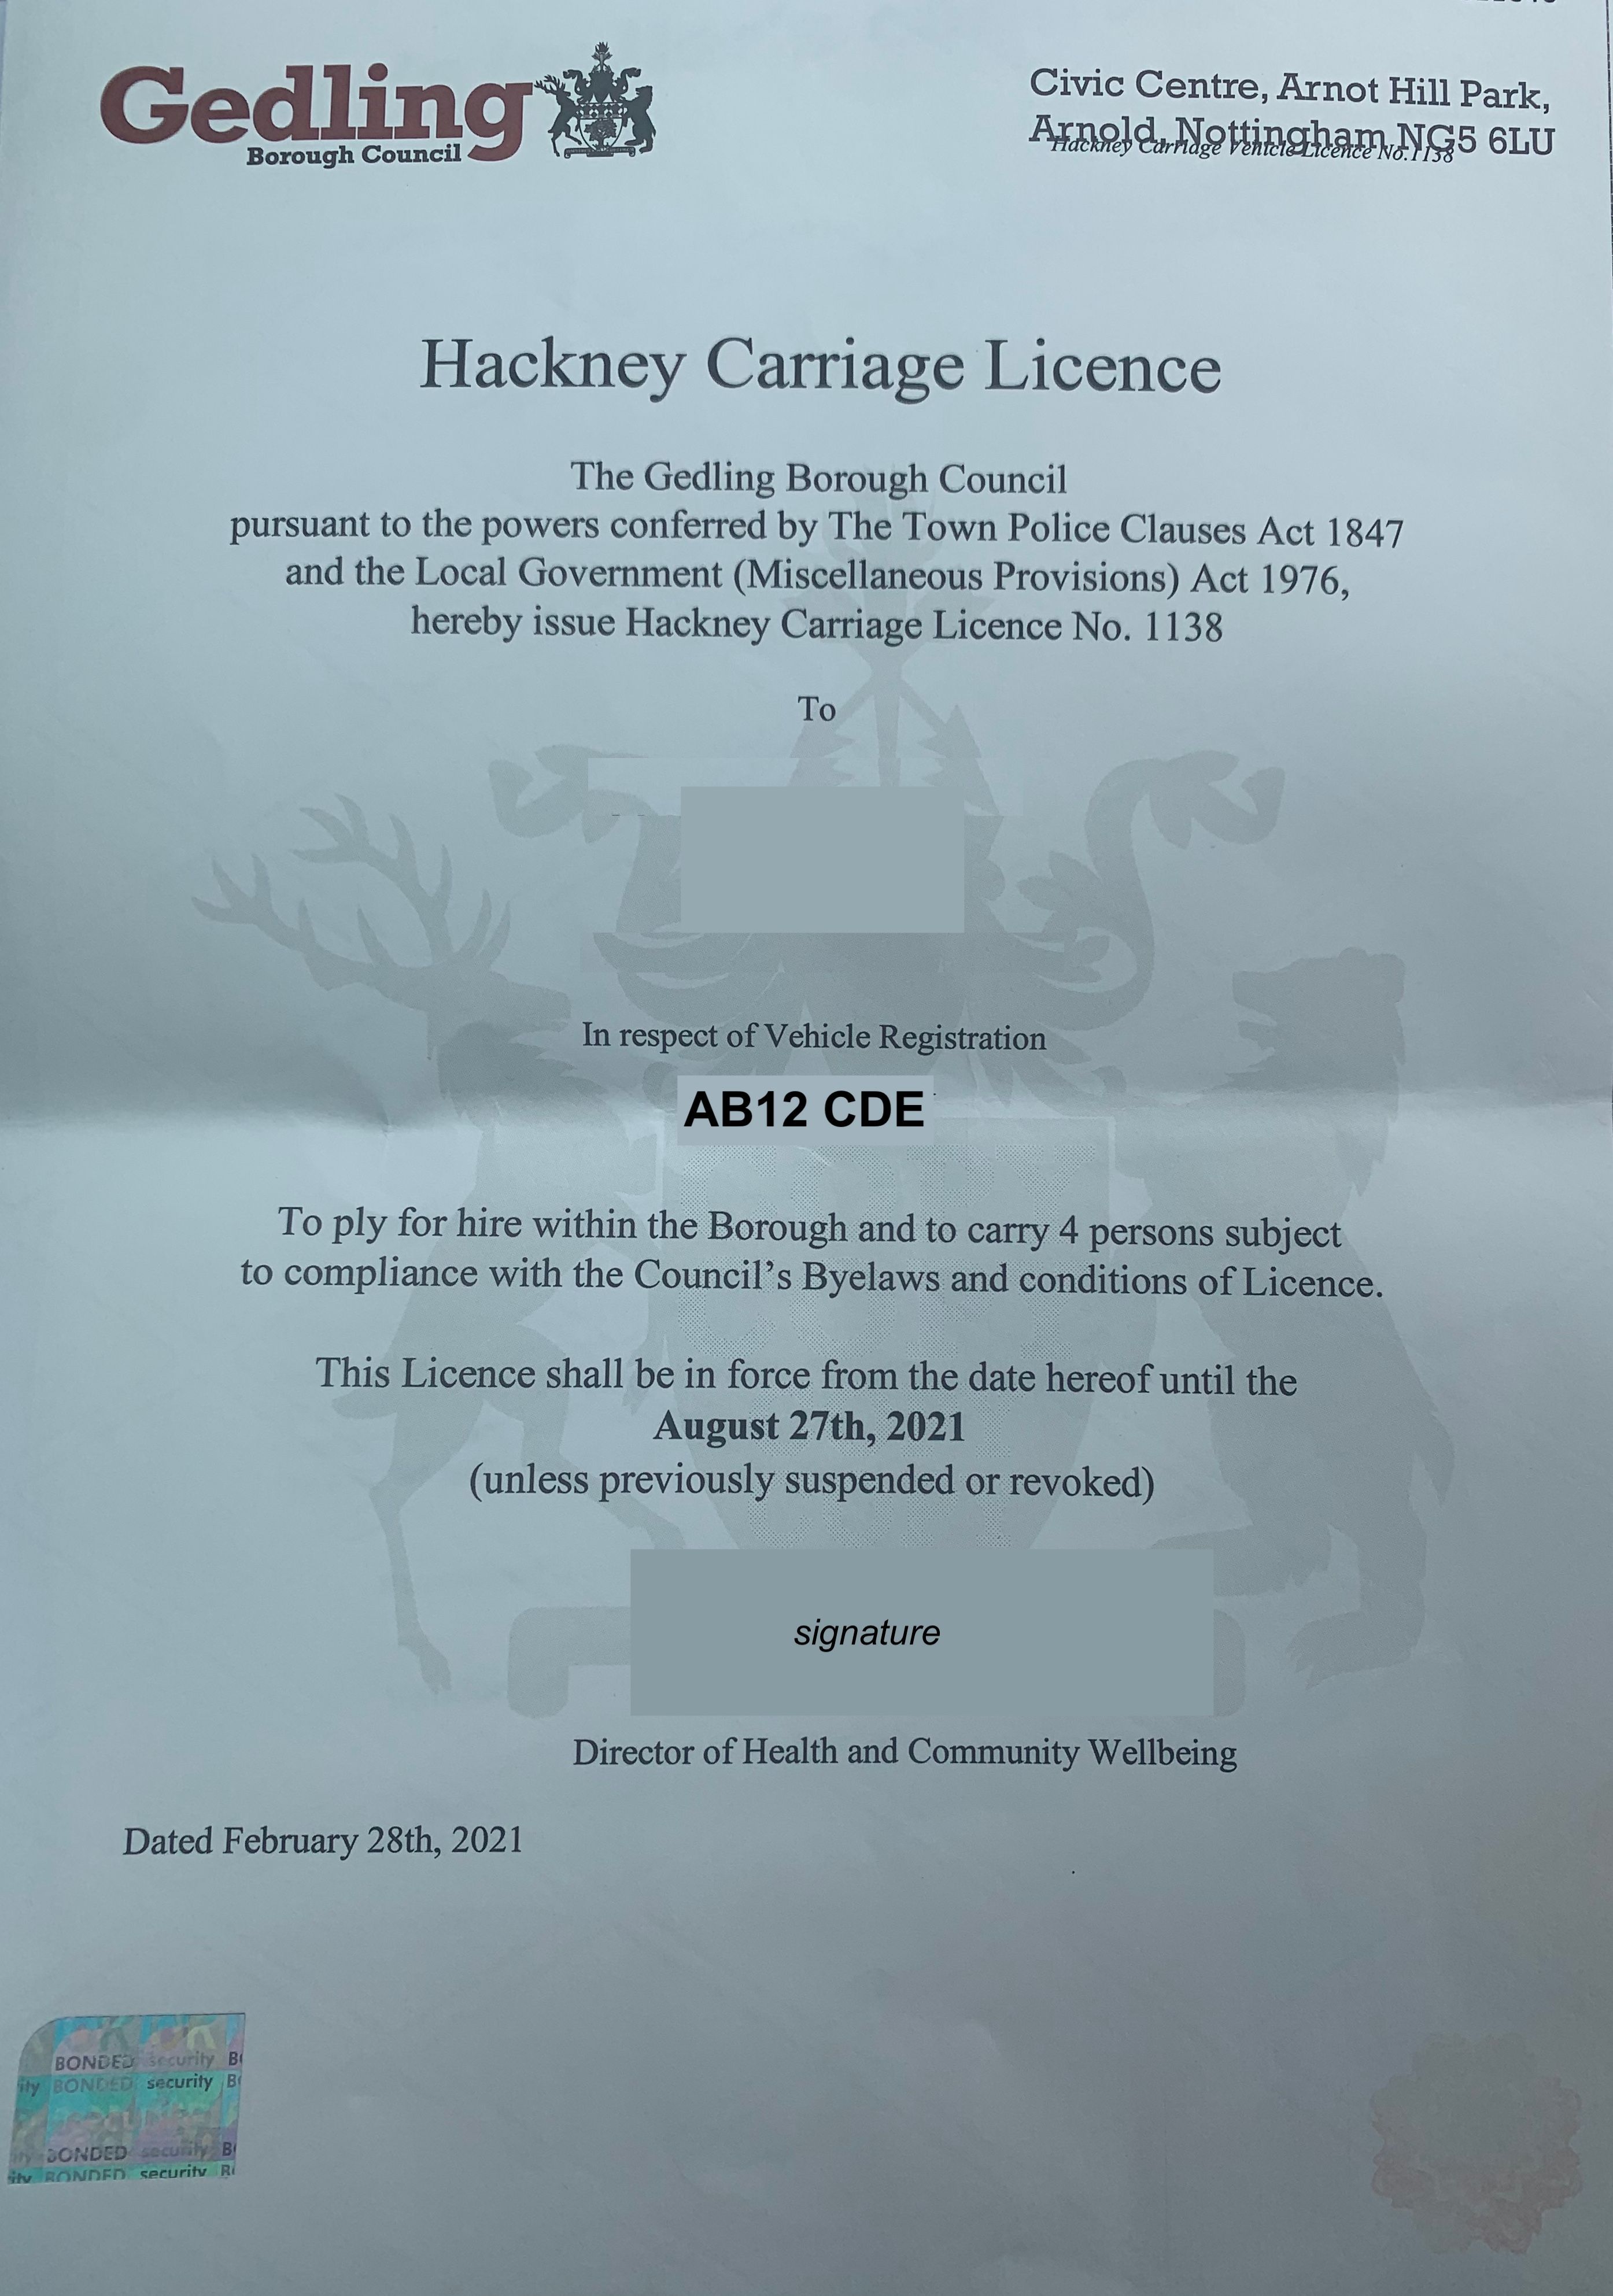 Gedling
Borough Council
Civic Centre, Arnot Hill Park,
Arnold, Nottingham NG5 6LU
Hackney Carriage Vehicle Licence No.1138
Hackney Carriage Licence
The Gedling Borough Council
pursuant to the powers conferred by The Town Police Clauses Act 1847
and the Local Government (Miscellaneous Provisions) Act 1976,
hereby issue Hackney Carriage Licence No. 1138
To
In respect of Vehicle Registration
AB12 CDE
To ply for hire within the Borough and to carry 4 persons subject
to compliance with the Council's Byelaws and conditions of Licence.
This Licence shall be in force from the date hereof until the
August 27th, 2021
(unless previously suspended or revoked)
signature
Director of Health and Community Wellbeing
Dated February 28th, 2021
BONDED security
BONDED security
BONDED security
BONDED security